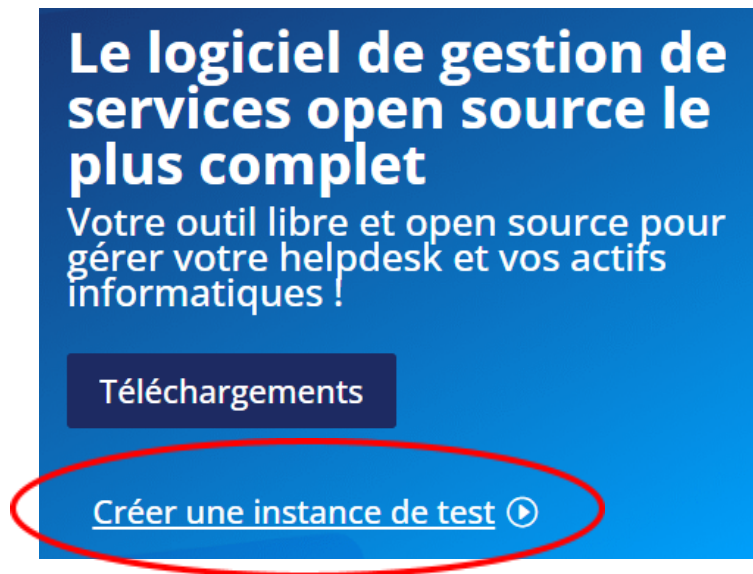 Le logiciel de gestion de
services open source le
plus complet
Votre outil libre et open source pour
gérer votre helpdesk et vos actifs
informatiques !
Téléchargements
Créer une instance de test